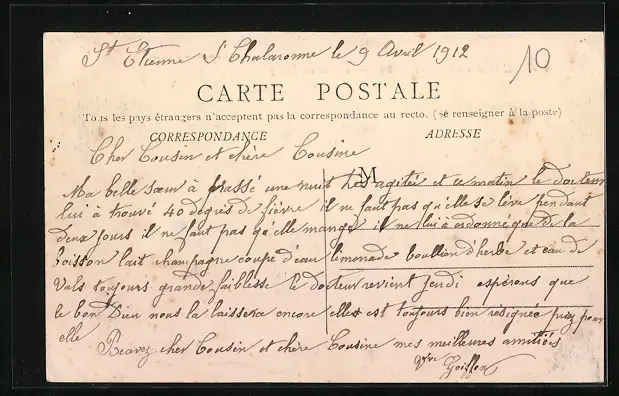 St Etienne S/ Chalaronne le 9 Avril 1912
10
CARTE POSTALE
Tous les pays étrangers n'acceptent pas la correspondance au recto. (Se renseigner à la poste)
CORRESPONDANCE
ADRESSE
Cher Cousin et chère Cousine
M
Ma belle sœur à passé une nuit très agitée et ce matin le docteur
lui à trouvé 40 degrés de fièvre il ne faut pas qu'elle se lève pendant
deux jours il ne faut pas qu'elle mange il ne lui à ordonné que de la
boisson lait champagne coupé d'eau limonade bouillon d'herbe et eau de
Vals toujours grande faiblesse le docteur revient jeudi espérons que
le bon Dieu nous la laissera encore elle est toujours bien résignée priez pour
elle
Recevez cher Cousin et chère Cousine mes meilleures amitiés
Vve